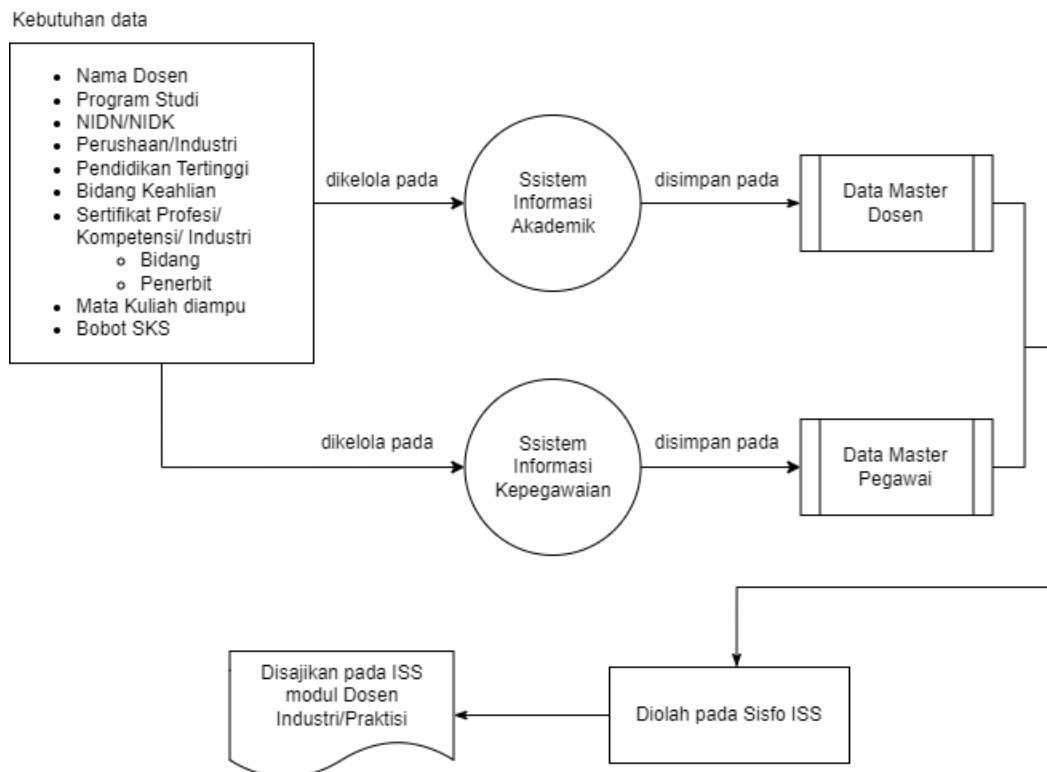 Kebutuhan data
Nama Dosen
Program Studi
NIDN/NIDK
Perushaan/Industri
Pendidikan Tertinggi
Bidang Keahlian
Sertifikat Profesi/
Kompetensi/ Industri
Bidang
Penerbit
Mata Kuliah diampu
Bobot SKS
dikelola pada
Ssistem
Informasi
Akademik
disimpan pada
Data Master
Dosen
dikelola pada
Ssistem
Informasi
Kepegawaian
disimpan pada
Data Master
Pegawai
Diolah pada Sisfo ISS
Disajikan pada ISS
modul Dosen
Industri/Praktisi